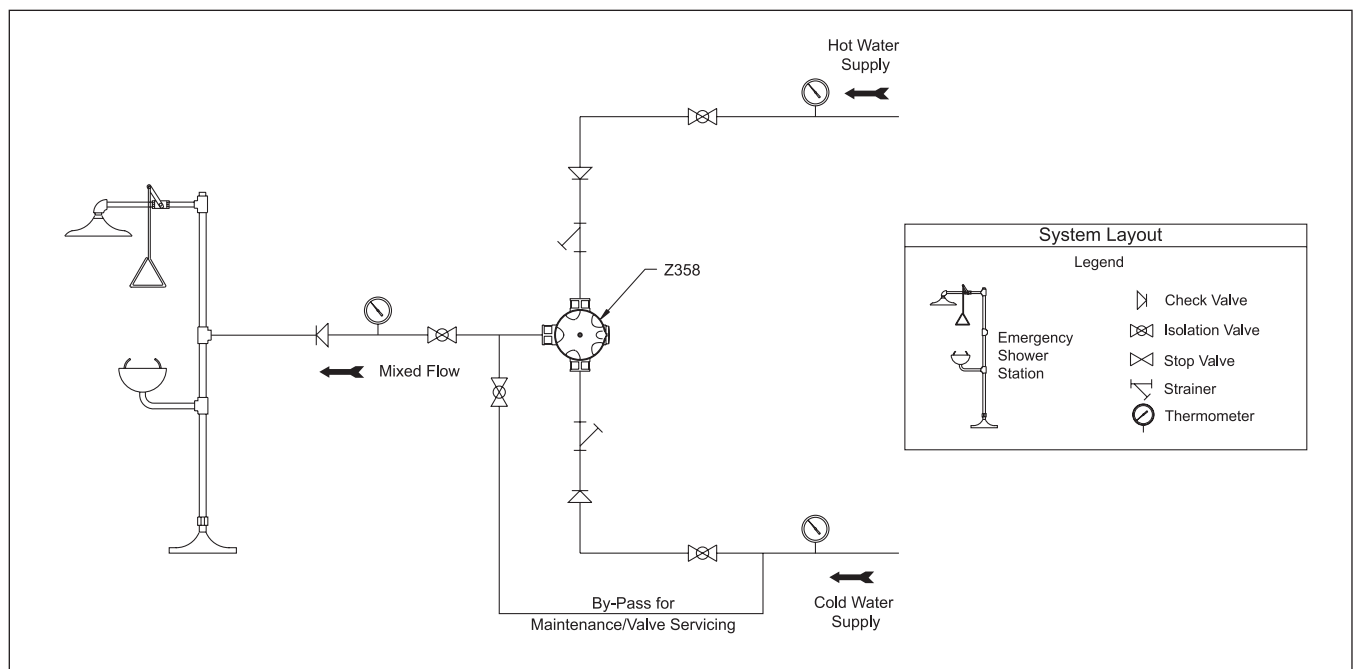 Hot Water
Supply
Z358
Mixed Flow
By-Pass for
Maintenance/Valve Servicing
Cold Water
Supply
System Layout
Legend
Emergency
Shower
Station
Check Valve
Isolation Valve
Stop Valve
Strainer
Thermometer